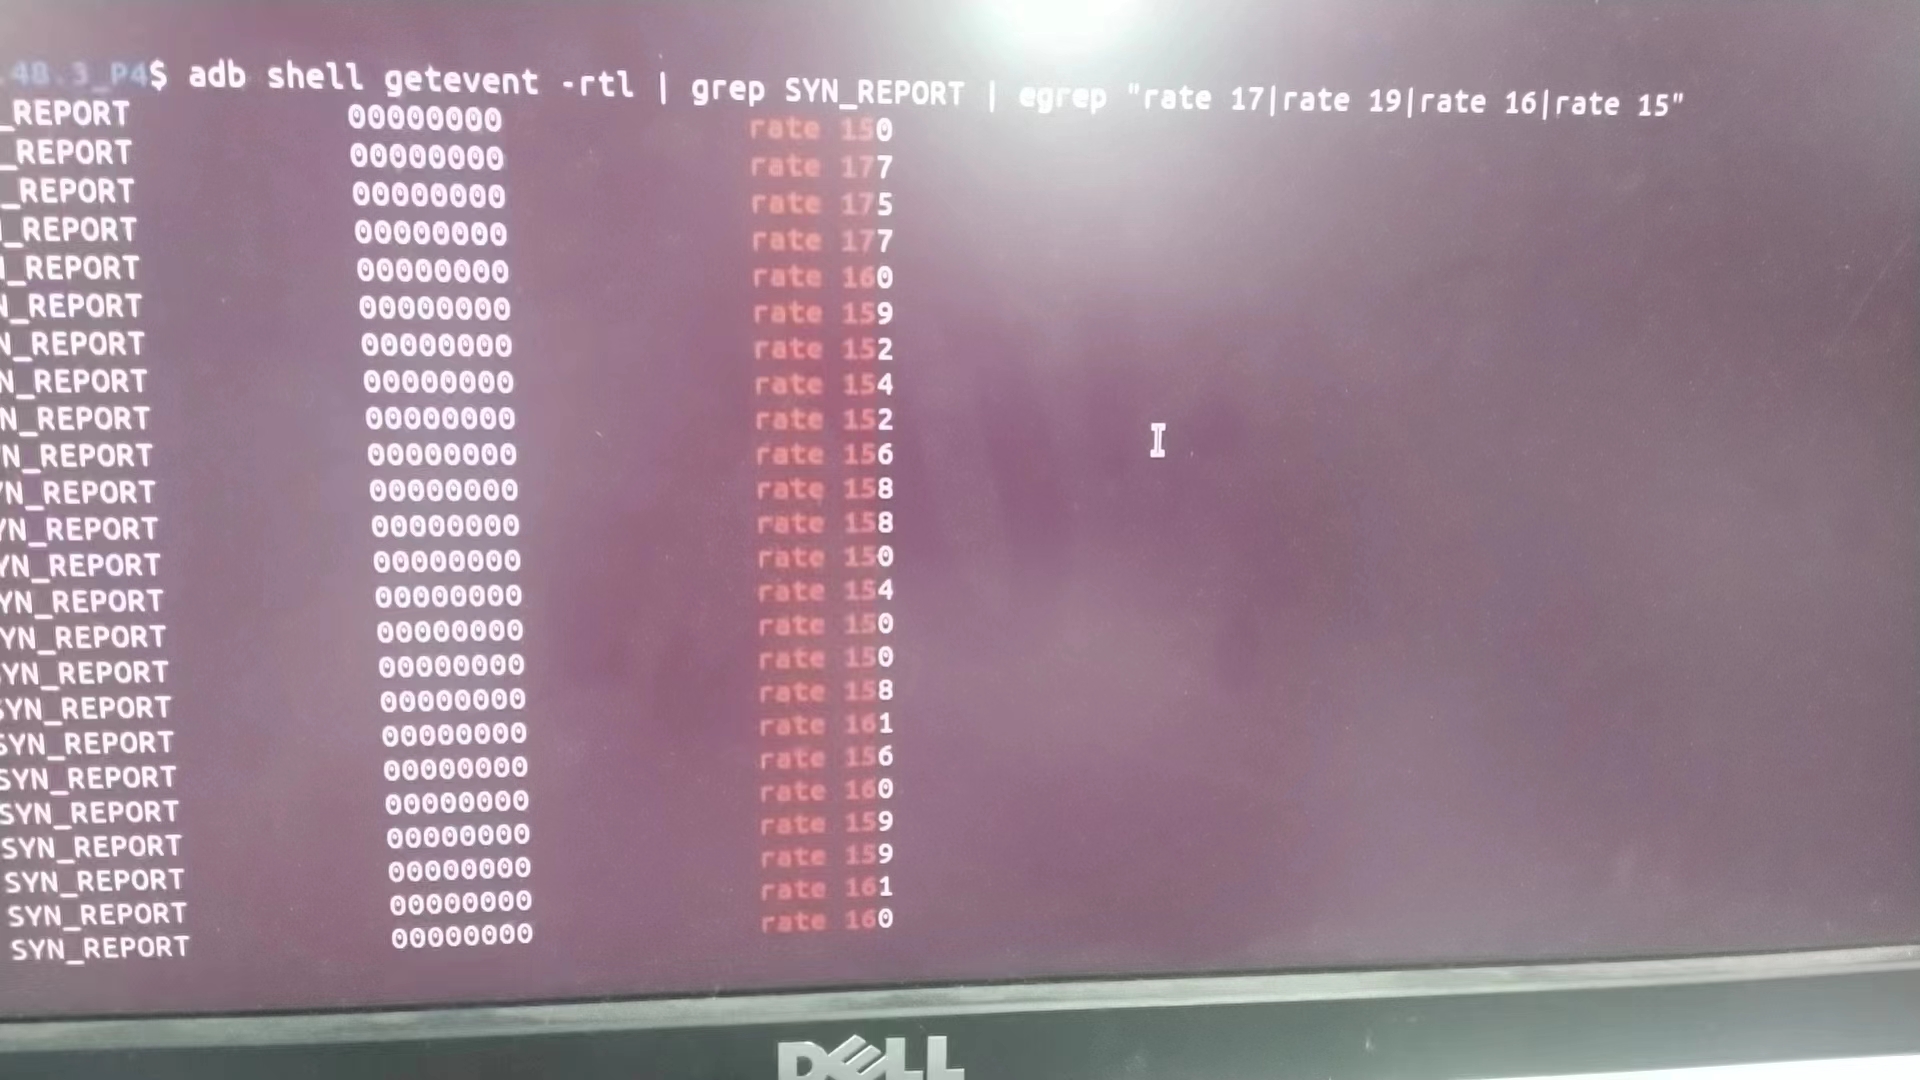 48.3_P4$ adb shell getevent -rtl | grep SYN_REPORT | egrep "rate 17|rate 19|rate 16|rate 15"
_REPORT 00000000 rate 150
_REPORT 00000000 rate 177
_REPORT 00000000 rate 175
_REPORT 00000000 rate 177
N_REPORT 00000000 rate 160
N_REPORT 00000000 rate 159
N_REPORT 00000000 rate 152
N_REPORT 00000000 rate 154
N_REPORT 00000000 rate 152
YN_REPORT 00000000 rate 156
YN_REPORT 00000000 rate 158
YN_REPORT 00000000 rate 158
YN_REPORT 00000000 rate 150
YN_REPORT 00000000 rate 154
YN_REPORT 00000000 rate 150
YN_REPORT 00000000 rate 150
SYN_REPORT 00000000 rate 158
SYN_REPORT 00000000 rate 161
SYN_REPORT 00000000 rate 156
SYN_REPORT 00000000 rate 160
SYN_REPORT 00000000 rate 159
SYN_REPORT 00000000 rate 159
SYN_REPORT 00000000 rate 161
SYN_REPORT 00000000 rate 160
DELL